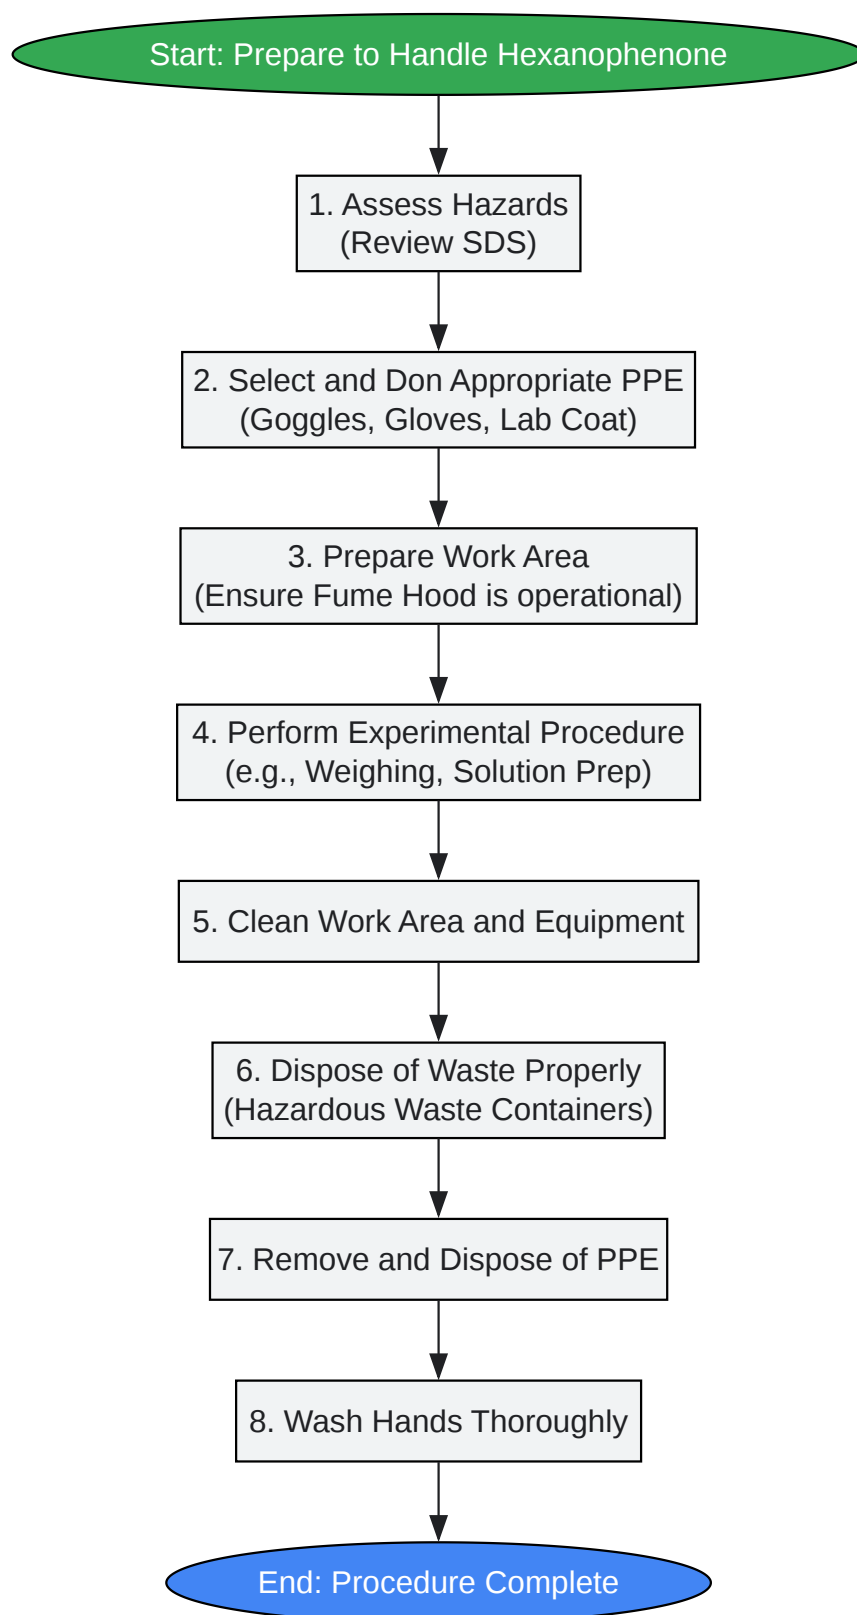 Start: Prepare to Handle Hexanophenone
1. Assess Hazards
(Review SDS)
2. Select and Don Appropriate PPE
(Goggles, Gloves, Lab Coat)
3. Prepare Work Area
(Ensure Fume Hood is operational)
4. Perform Experimental Procedure
(e.g., Weighing, Solution Prep)
5. Clean Work Area and Equipment
6. Dispose of Waste Properly
(Hazardous Waste Containers)
7. Remove and Dispose of PPE
8. Wash Hands Thoroughly
End: Procedure Complete